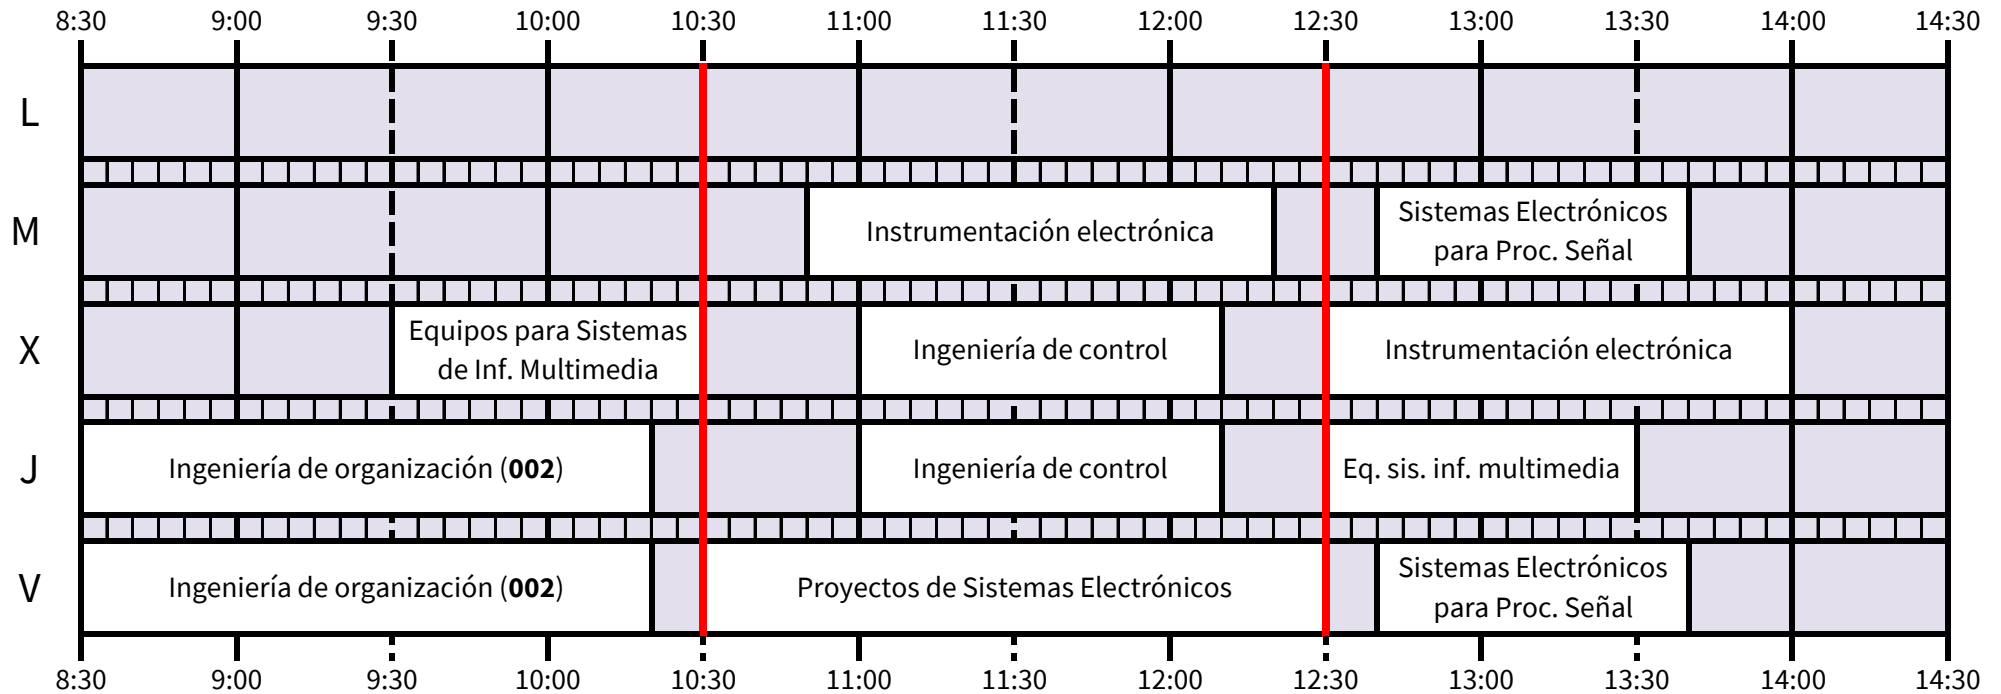 8:30 9:00 9:30 10:00 10:30 11:00 11:30 12:00 12:30 13:00 13:30 14:00 14:30
L
M Instrumentación electrónica Sistemas Electrónicos
para Proc. Señal
X Equipos para Sistemas
de Inf. Multimedia Ingeniería de control Instrumentación electrónica
J Ingeniería de organización (002) Ingeniería de control Eq. sis. inf. multimedia
V Ingeniería de organización (002) Proyectos de Sistemas Electrónicos Sistemas Electrónicos
para Proc. Señal
8:30 9:00 9:30 10:00 10:30 11:00 11:30 12:00 12:30 13:00 13:30 14:00 14:30